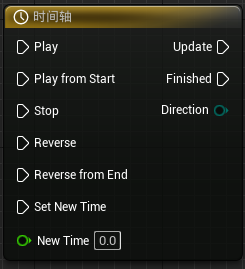 时间轴
Play Update
Play from Start Finished
Stop Direction
Reverse
Reverse from End
Set New Time
New Time 0.0